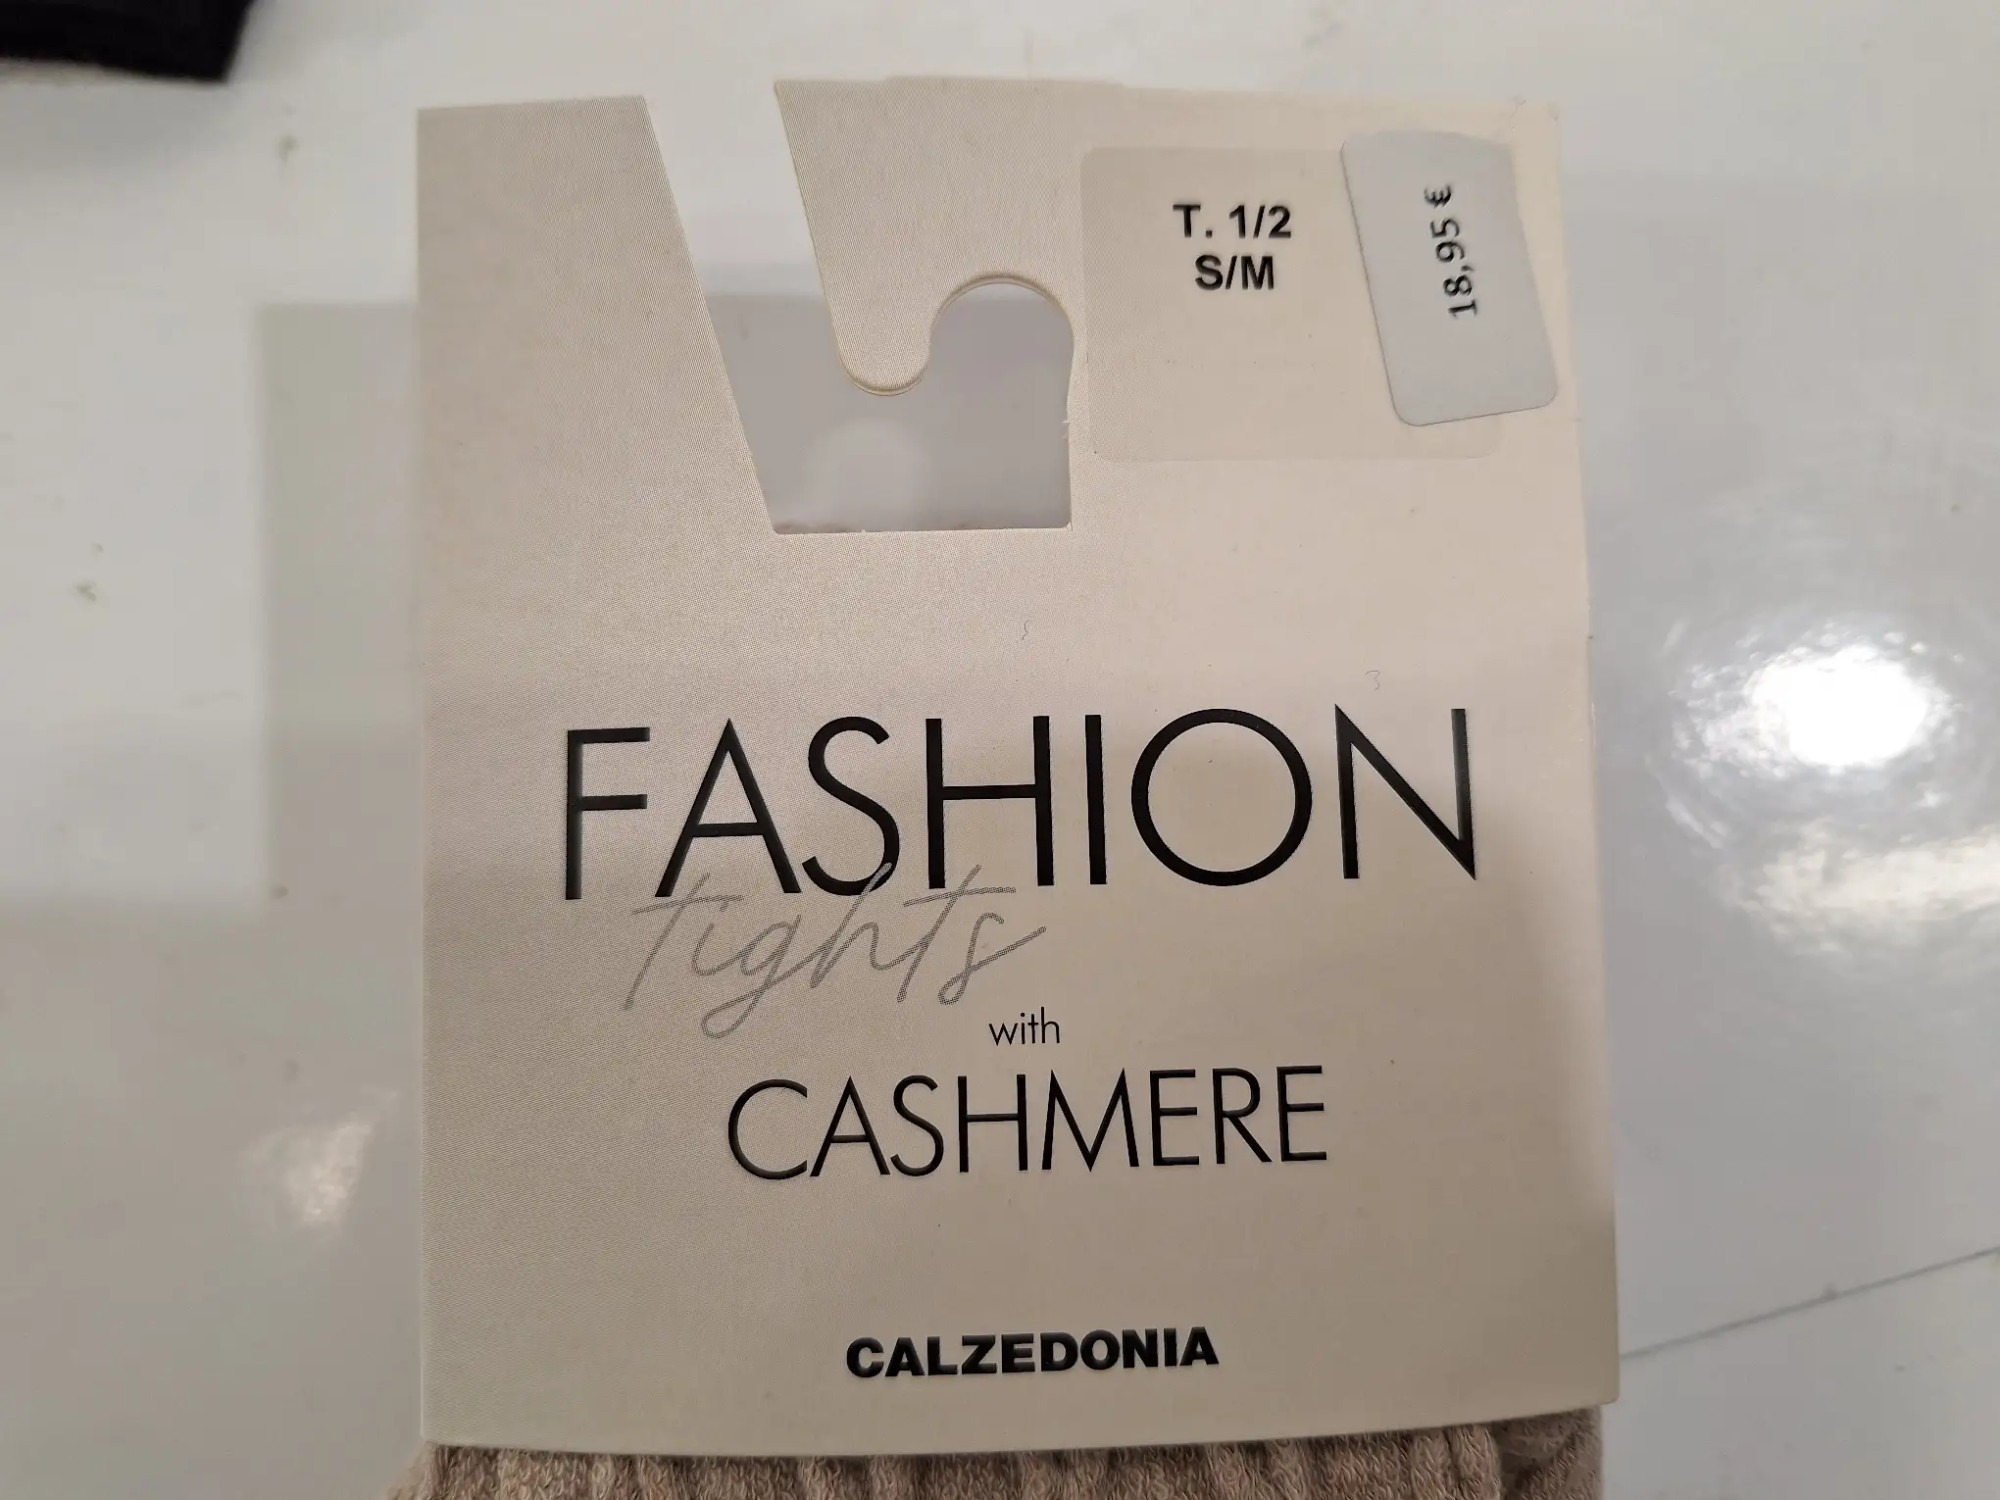 T. 1/2
S/M
18,95 €
FASHION
tights
with
CASHMERE
CALZEDONIA